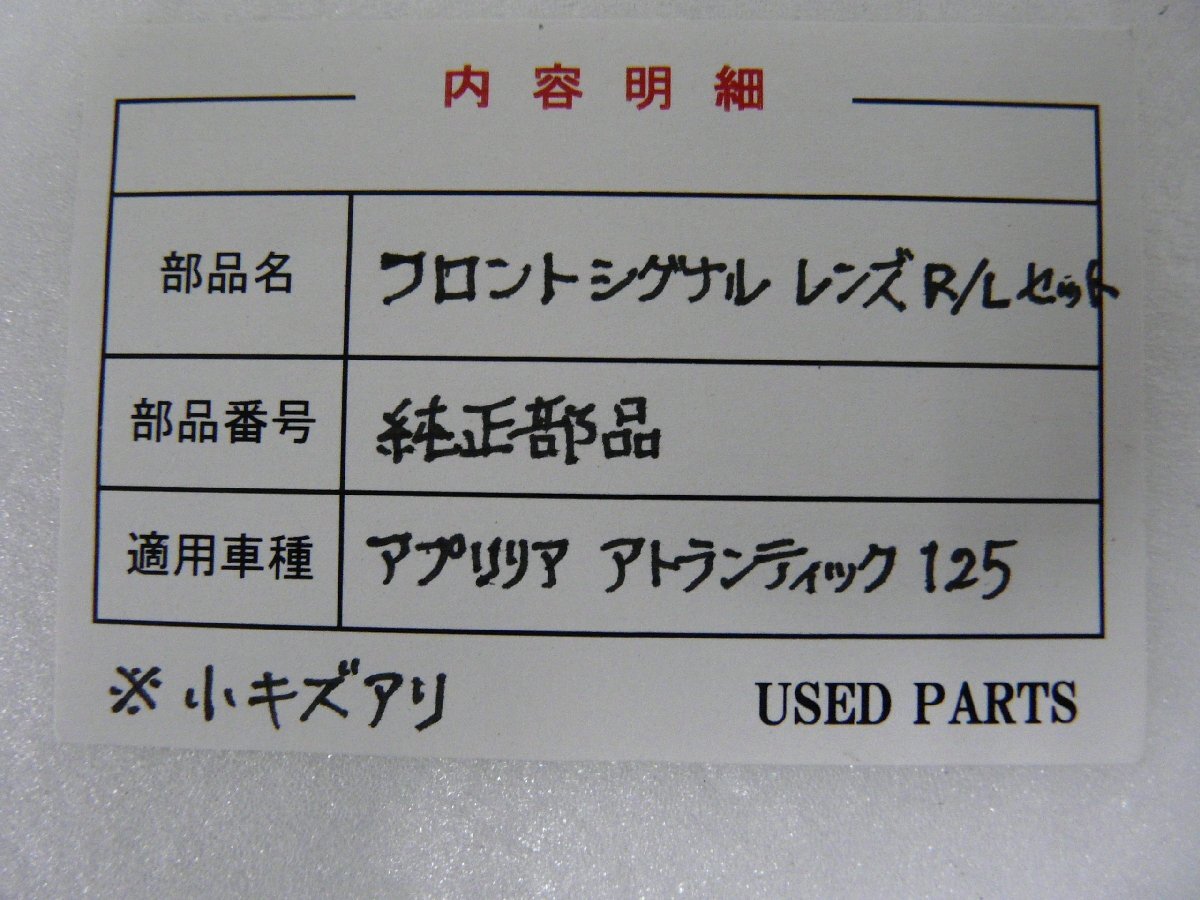 内容明細
部品名 フロントシグナル レンズ R/L セット
部品番号 純正部品
適用車種 アプリリア アトランティック 125
※小キズアリ USED PARTS